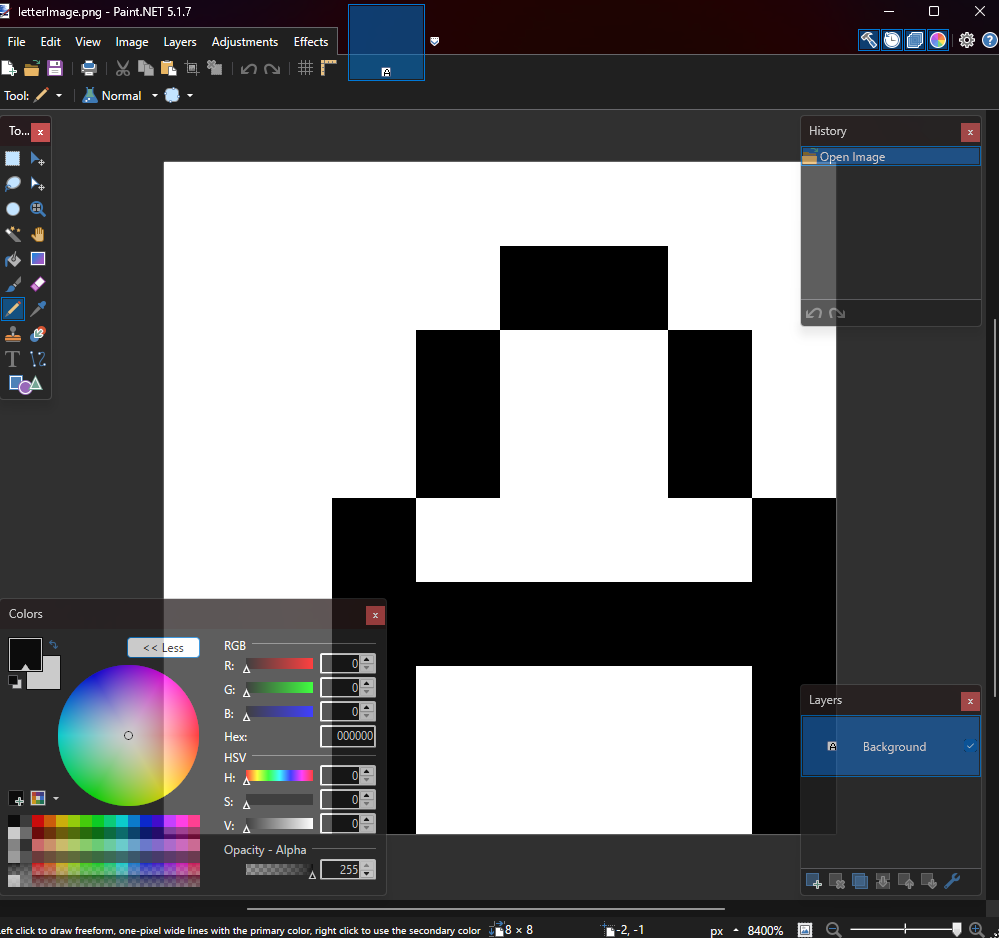 letterImage.png - Paint.NET 5.1.7
File Edit View Image Layers Adjustments Effects
Tool: Normal
To... x
History x
Open Image
A
Colors x
<< Less
RGB
R: 0
G: 0
B: 0
Hex: 000000
HSV
H: 0
S: 0
V: 0
Opacity - Alpha
255
Layers x
Background
Left click to draw freeform, one-pixel wide lines with the primary color, right click to use the secondary color 8 × 8 -2, -1 px 8400%